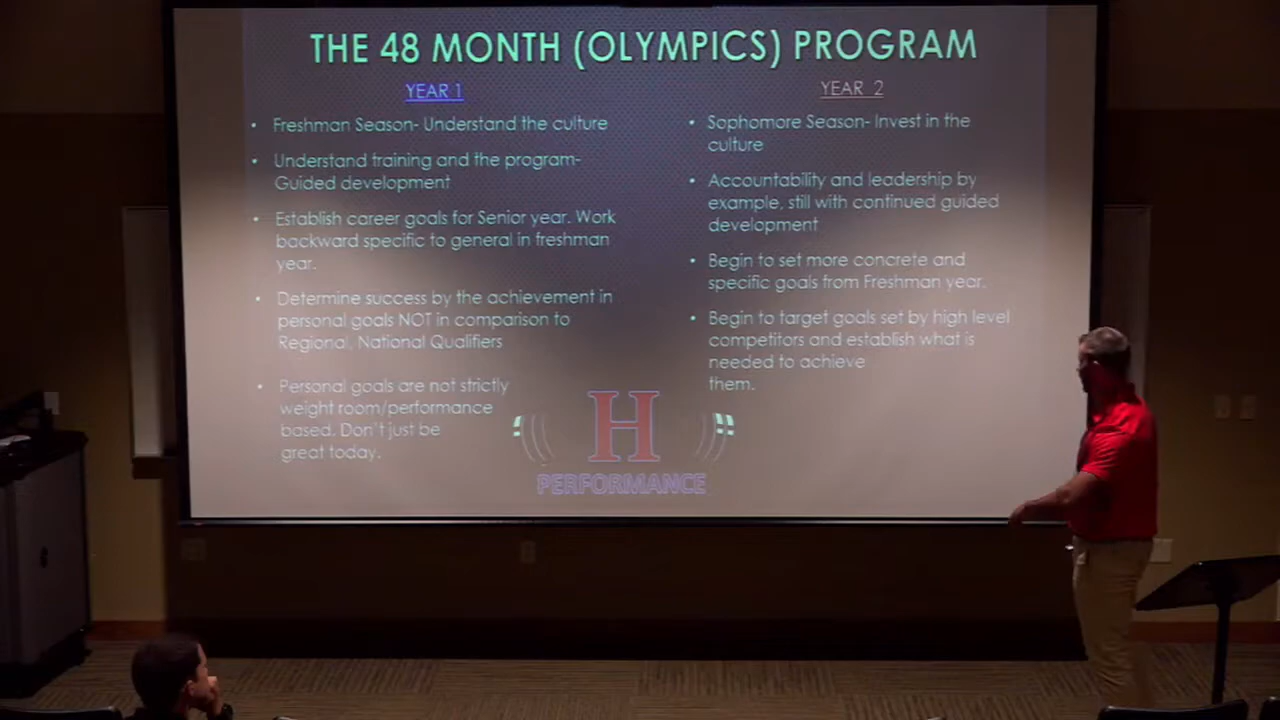 THE 48 MONTH (OLYMPICS) PROGRAM
YEAR 1
• Freshman Season- Understand the culture
• Understand training and the program-
Guided development
• Establish career goals for Senior year. Work
backward specific to general in freshman
year.
• Determine success by the achievement in
personal goals NOT in comparison to
Regional, National Qualifiers
• Personal goals are not strictly
weight room/performance
based. Don't just be
great today.
YEAR 2
• Sophomore Season- Invest in the
culture
• Accountability and leadership by
example, still with continued guided
development
• Begin to set more concrete and
specific goals from Freshman year.
• Begin to target goals set by high level
competitors and establish what is
needed to achieve
them.
H
PERFORMANCE